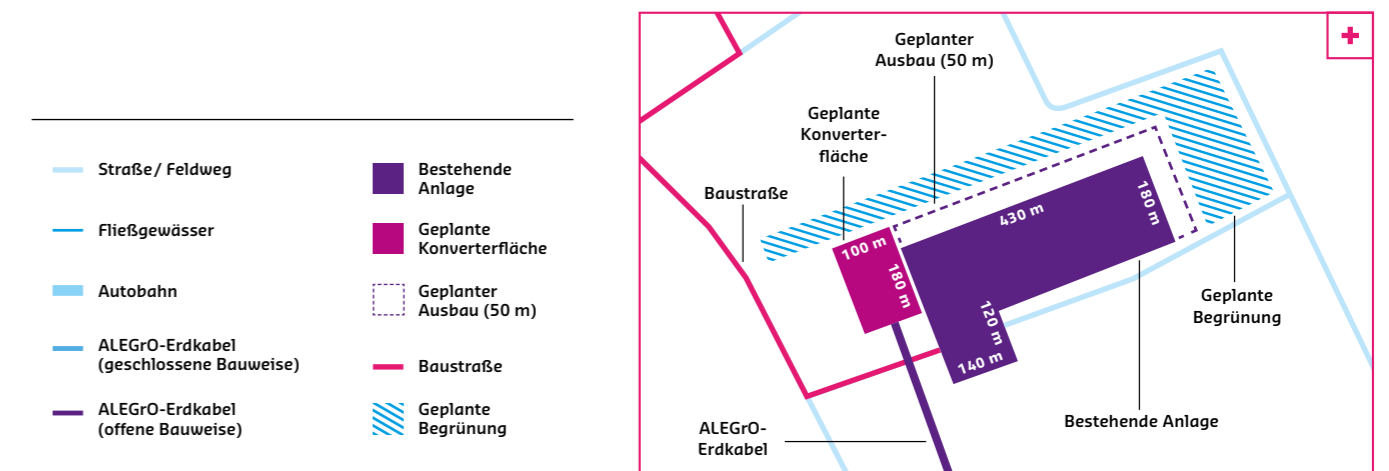 Straße/ Feldweg
Fließgewässer
Autobahn
ALEGrO-Erdkabel
(geschlossene Bauweise)
ALEGrO-Erdkabel
(offene Bauweise)
Bestehende
Anlage
Geplante
Konverterfläche
Geplanter
Ausbau (50 m)
Baustraße
Geplante
Begrünung
Geplanter
Ausbau (50 m)
Geplante
Konverter-
fläche
Baustraße
100 m
180 m
430 m
180 m
120 m
140 m
Geplante
Begrünung
Bestehende Anlage
ALEGrO-
Erdkabel